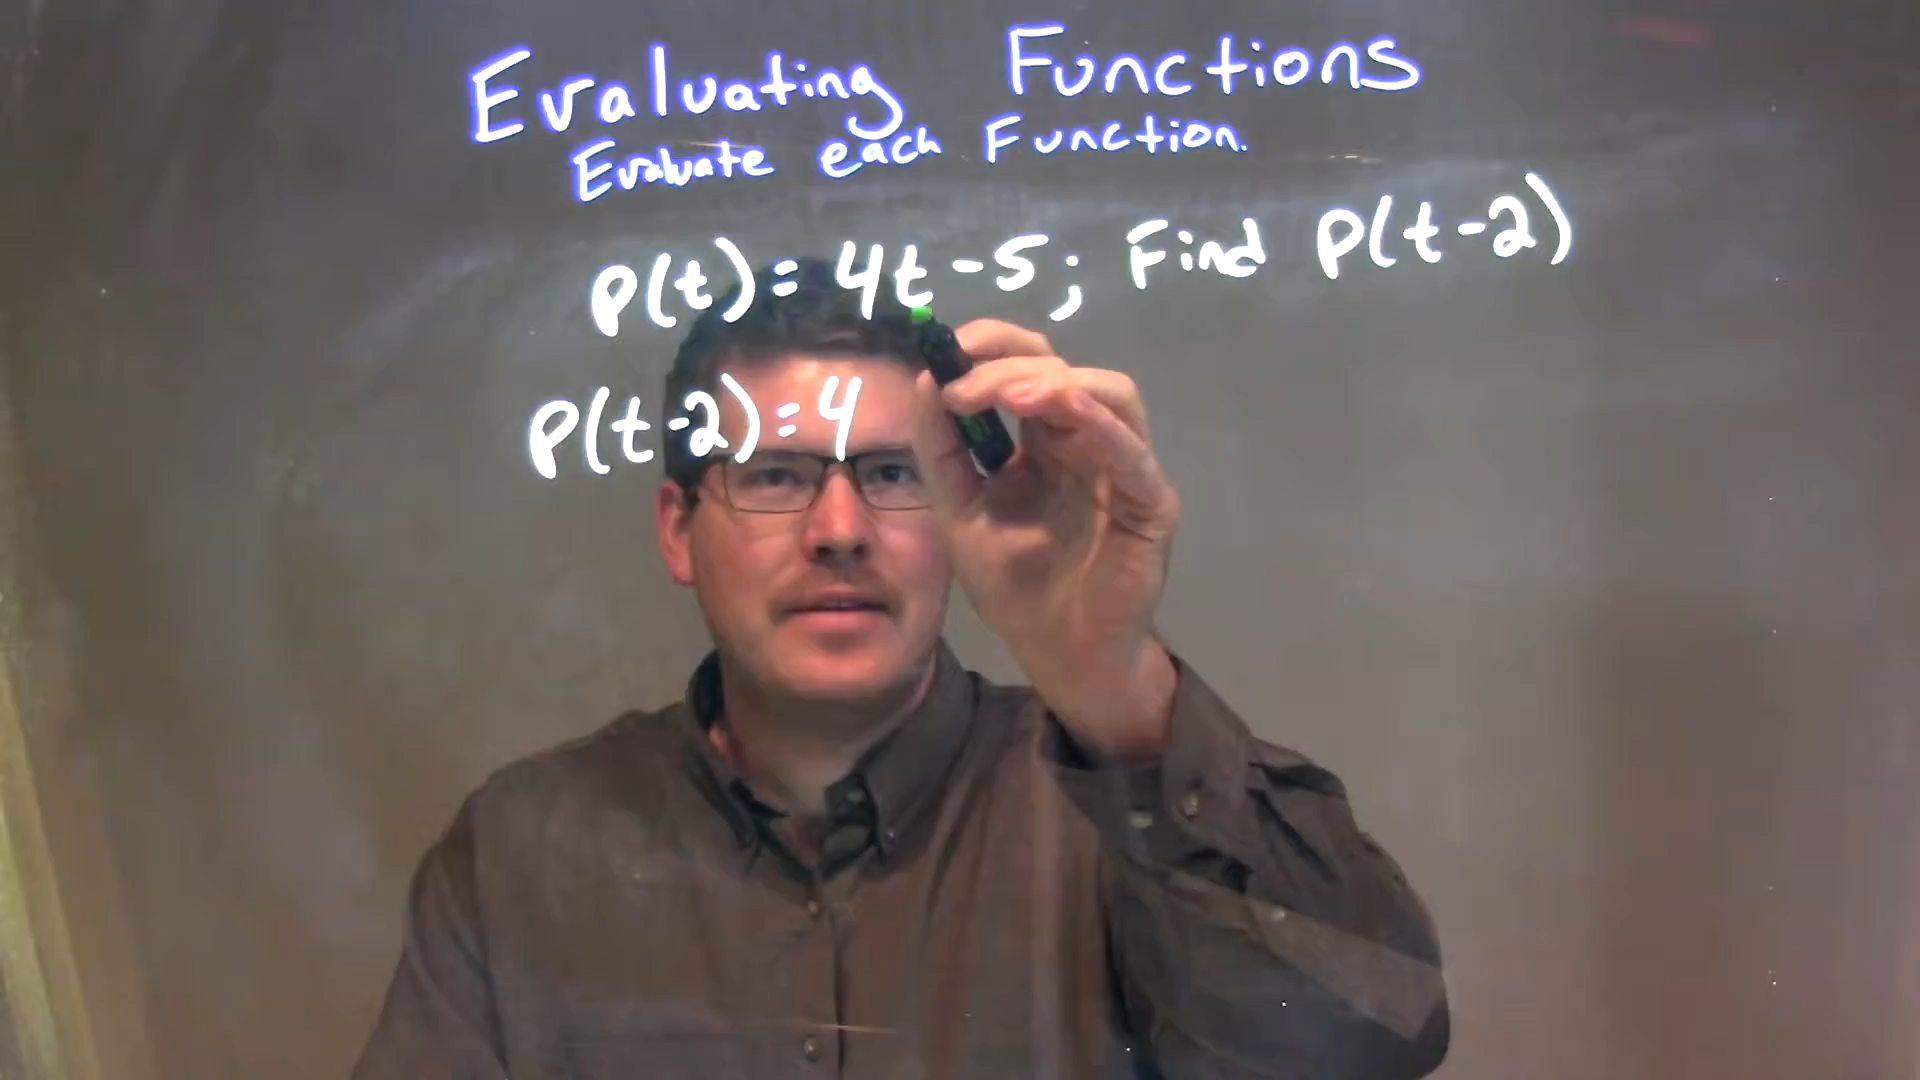 Evaluating Functions
Evaluate each Function.
P(t)=4t-5; Find P(t-2)
P(t-2)=4